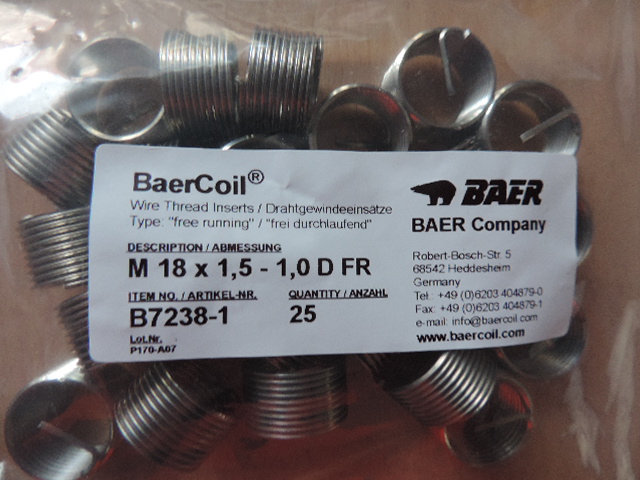 BaerCoil®
Wire Thread Inserts / Drahtgewindeeinsätze
Type: "free running" / "frei durchlaufend"
DESCRIPTION / ABMESSUNG
M 18 x 1,5 - 1,0 D FR
ITEM NO. / ARTIKEL-NR. QUANTITY / ANZAHL
B7238-1 25
Lot.Nr.
P170-A07
BAER
BAER Company
Robert-Bosch-Str. 5
68542 Heddesheim
Germany
Tel.: +49 (0)6203 404879-0
Fax: +49 (0)6203 404879-1
e-mail: info@baercoil.com
www.baercoil.com